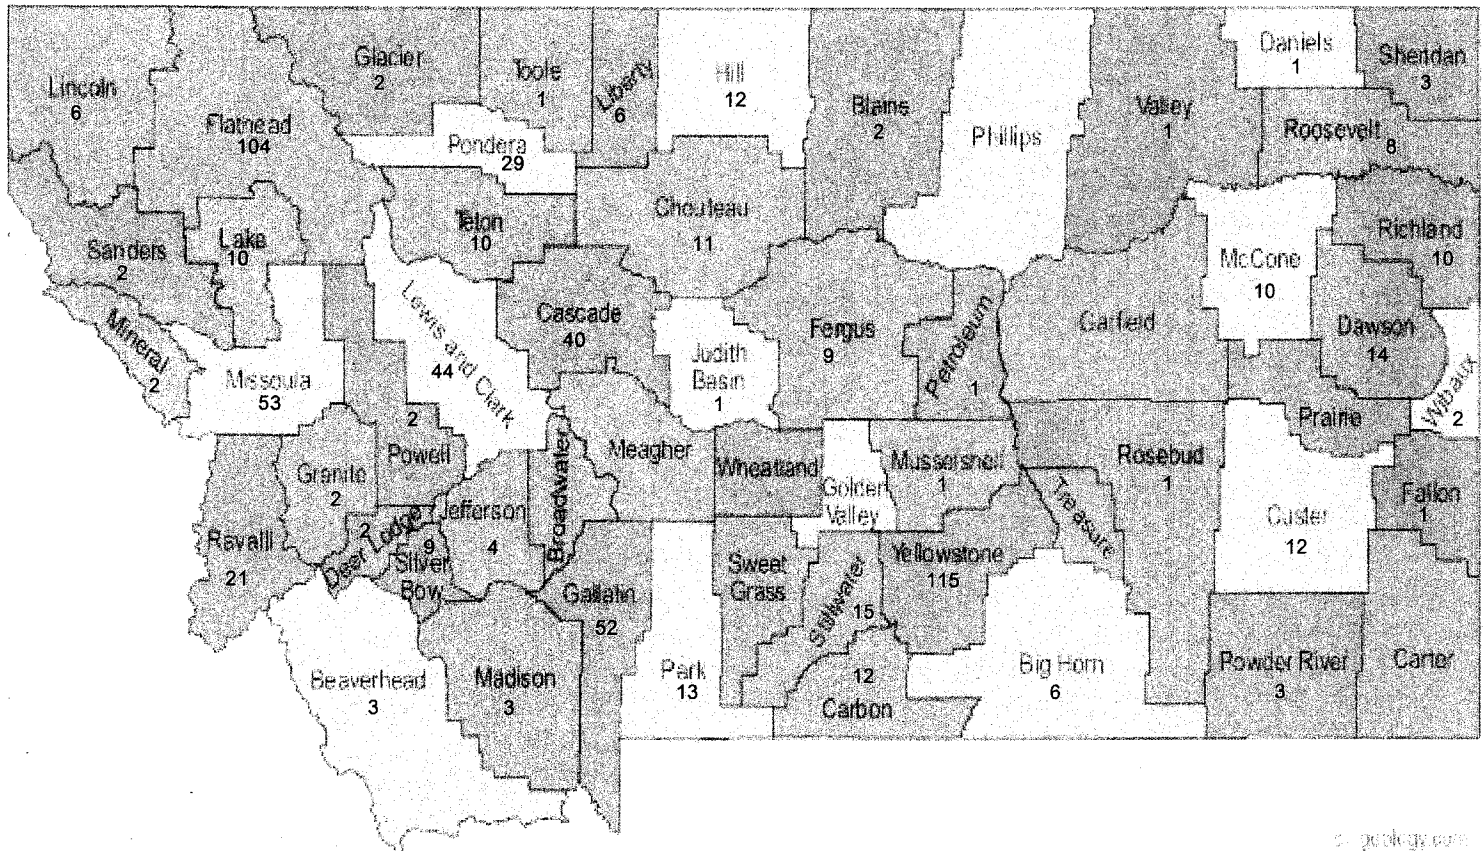 Lincoln
6
Flathead
104
Glacier
2
Toole
1
Liberty
6
Hill
12
Blaine
2
Phillips
Valley
1
Daniels
1
Sheridan
3
Roosevelt
8
Pondera
29
Sanders
2
Lake
10
Teton
10
Chouteau
11
McCone
10
Richland
10
Mineral
2
Missoula
53
Lewis and Clark
44
Cascade
40
Judith
Basin
1
Fergus
9
Petroleum
1
Garfield
Dawson
14
Wibaux
2
Prairie
2
Powell
Granite
2
Meagher
Wheatland
Golden
Valley
Mussershell
1
Rosebud
1
Treasure
Custer
12
Fallon
1
Ravalli
21
Deer Lodge
2
9
Silver
Bow
Jefferson
4
Broadwater
Gallatin
52
Sweet
Grass
Stillwater
15
Yellowstone
115
Beaverhead
3
Madison
3
Park
13
12
Carbon
Big Horn
6
Powder River
3
Carter
geology.com